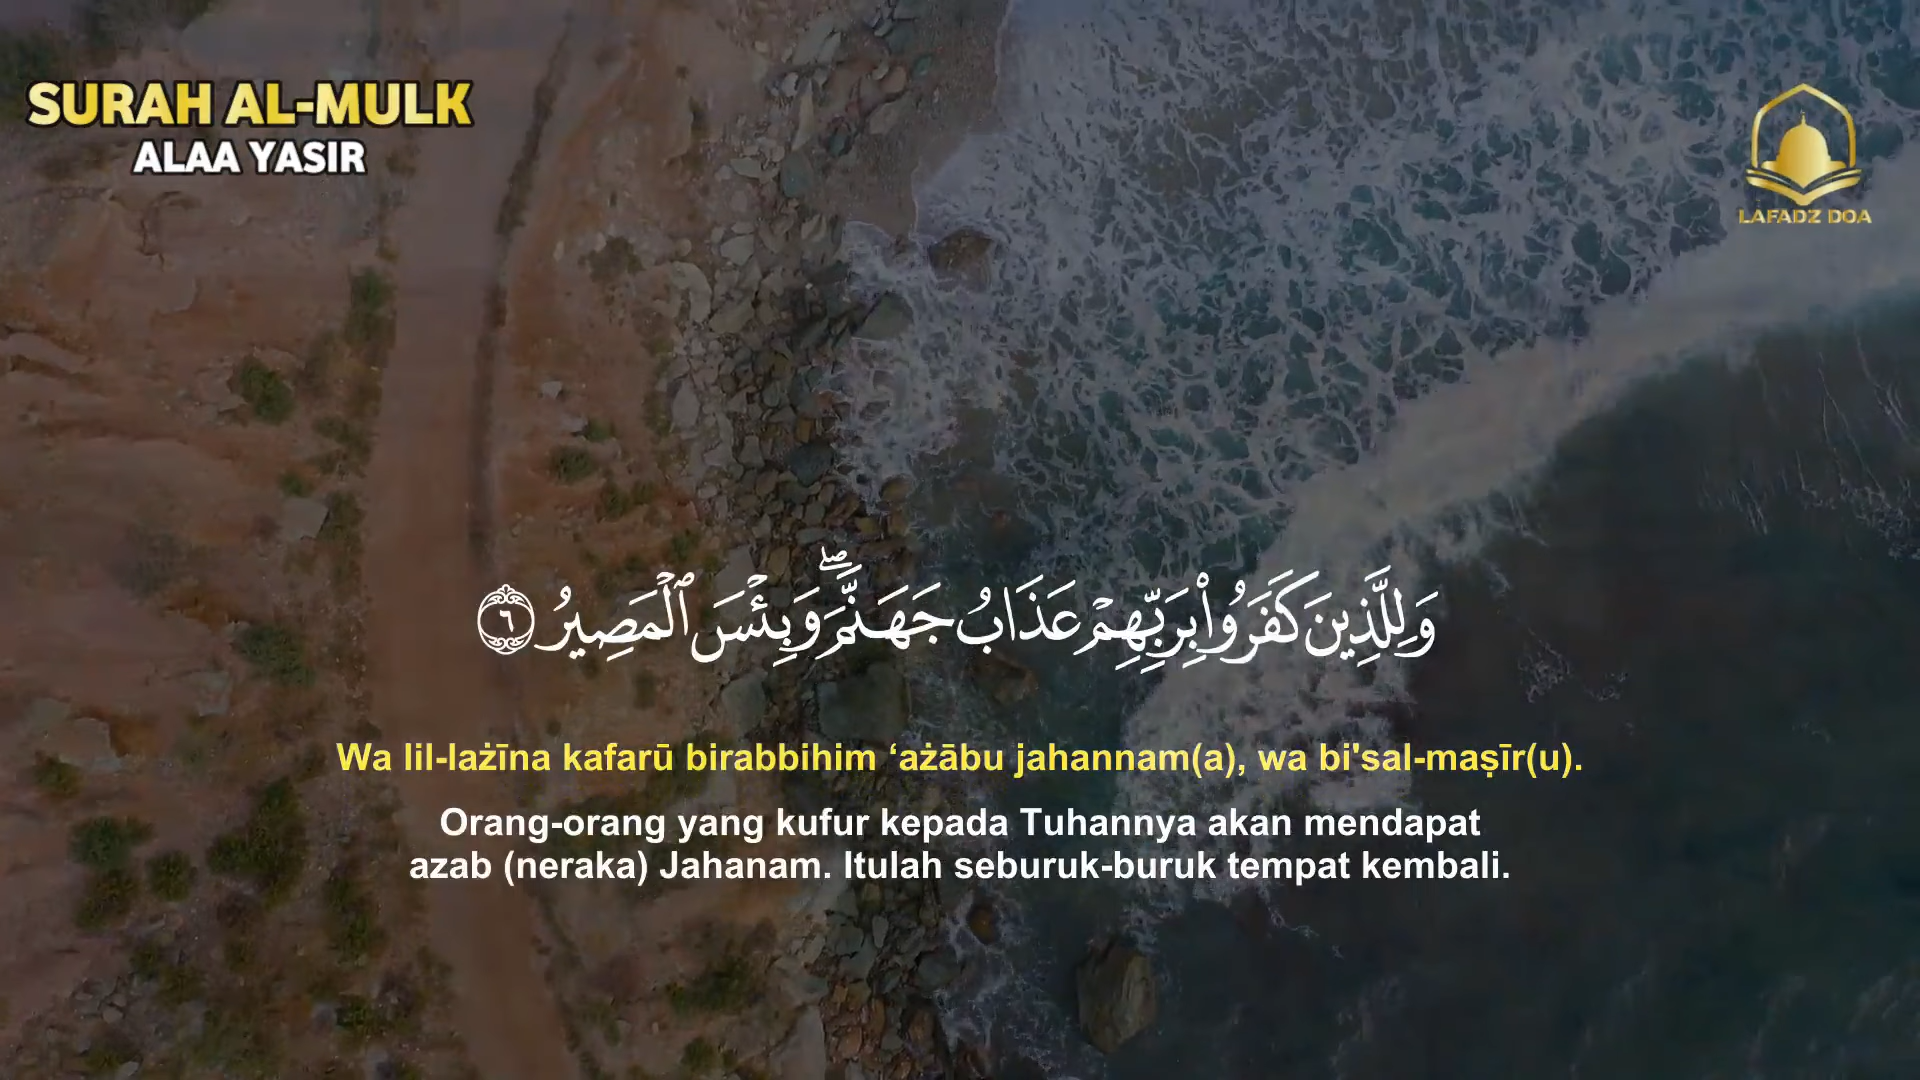 SURAH AL-MULK
ALAA YASIR
LAFADZ DOA
وَلِلَّذِينَ كَفَرُوا۟ بِرَبِّهِمْ عَذَابُ جَهَنَّمَ ۖ وَبِئْسَ ٱلْمَصِيرُ ٦
Wa lil-lażīna kafarū birabbihim ‘ażābu jahannam(a), wa bi'sal-maṣīr(u).
Orang-orang yang kufur kepada Tuhannya akan mendapat
azab (neraka) Jahanam. Itulah seburuk-buruk tempat kembali.